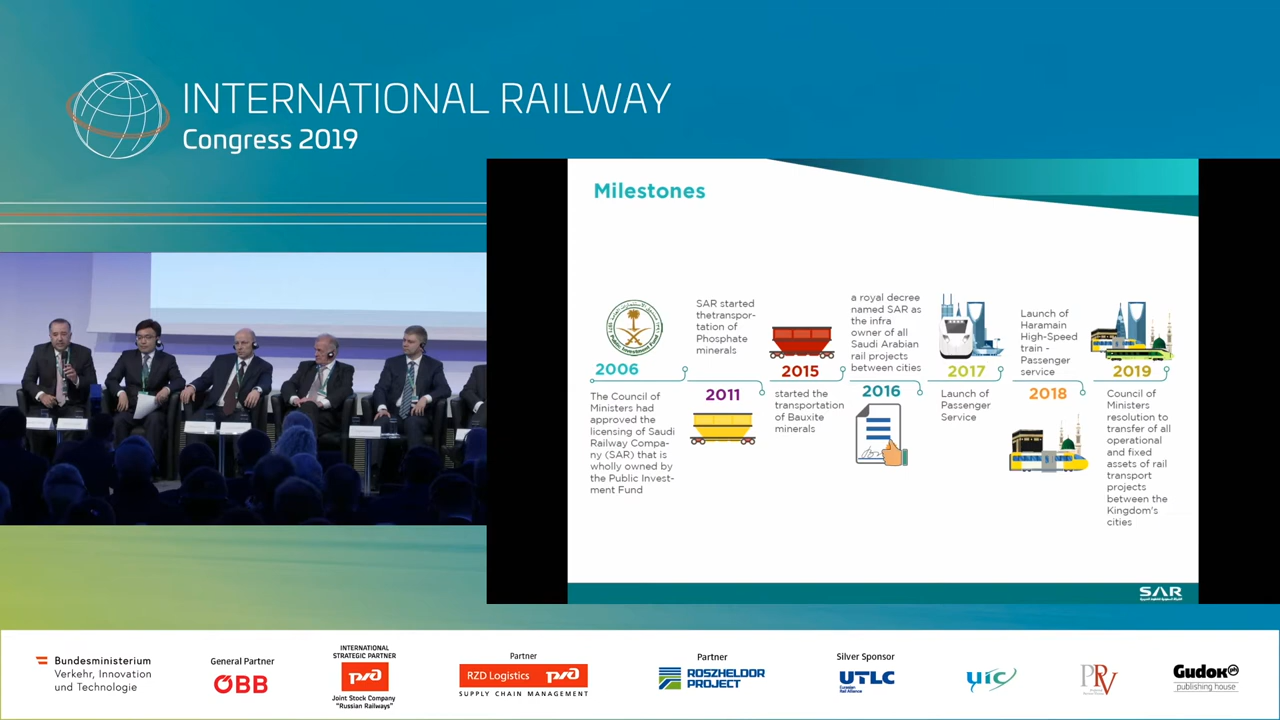 INTERNATIONAL RAILWAY
Congress 2019
Milestones
2006
The Council of
Ministers had
approved the
licensing of Saudi
Railway Compa-
ny (SAR) that is
wholly owned by
the Public Invest-
ment Fund
SAR started
thetranspor-
tation of
Phosphate
minerals
2011
2015
started the
transportation
of Bauxite
minerals
a royal decree
named SAR as
the infra
owner of all
Saudi Arabian
rail projects
between cities
2016
2017
Launch of
Passenger
Service
Launch of
Haramain
High-Speed
train -
Passenger
service
2018
2019
Council of
Ministers
resolution to
transfer of all
operational
and fixed
assets of rail
transport
projects
between the
Kingdom's
cities
SAR
Bundesministerium
Verkehr, Innovation
und Technologie
General Partner
ÖBB
INTERNATIONAL
STRATEGIC PARTNER
Joint Stock Company
"Russian Railways"
Partner
RZD Logistics
SUPPLY CHAIN MANAGEMENT
Partner
ROSZHELDOR
PROJECT
Silver Sponsor
UTLC
Eurasian
Rail Alliance
uic
PRV
Gudok
publishing house